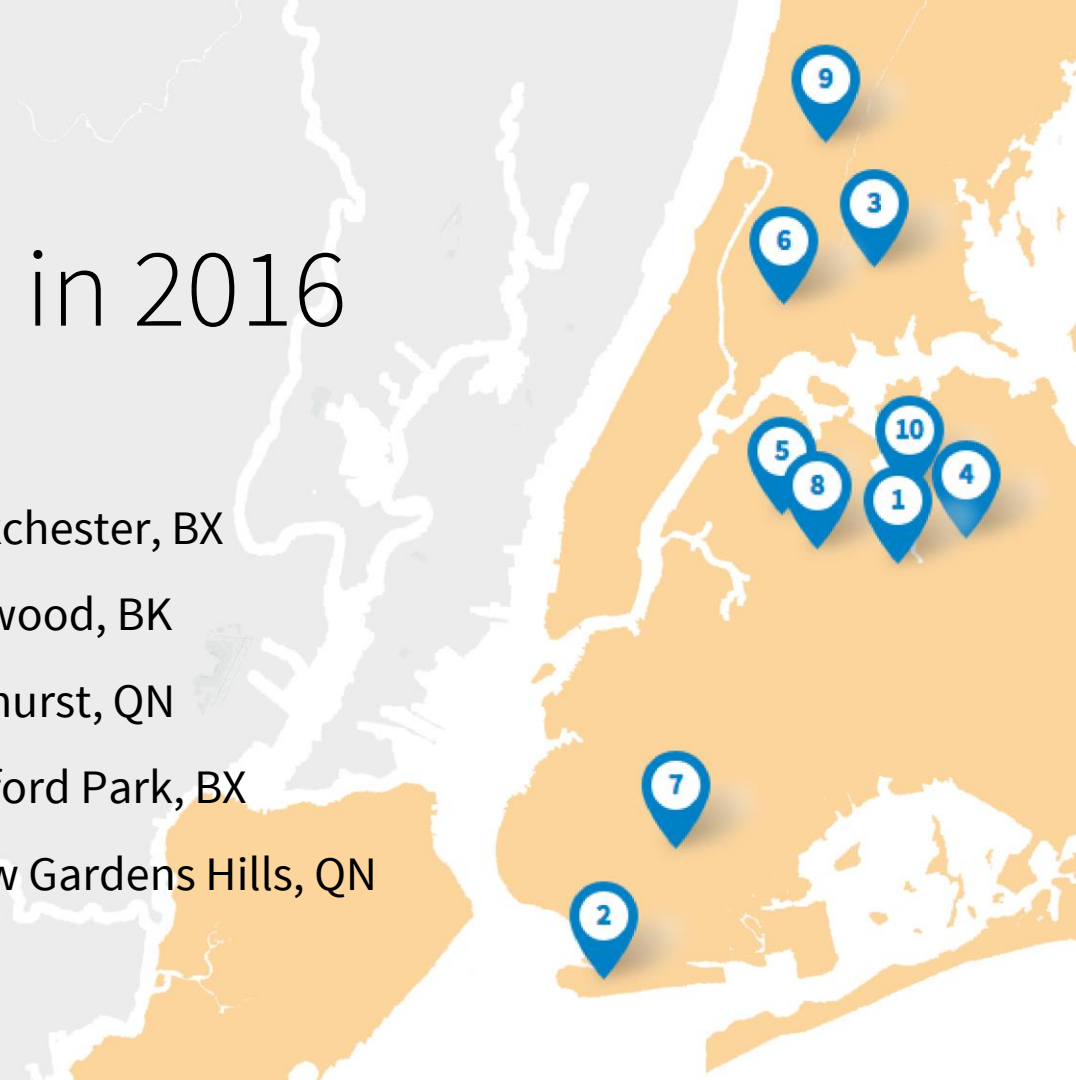 9
3
6
in 2016
10
5
4
8
1
chester, BX
wood, BK
hurst, QN
ford Park, BX
7
w Gardens Hills, QN
2